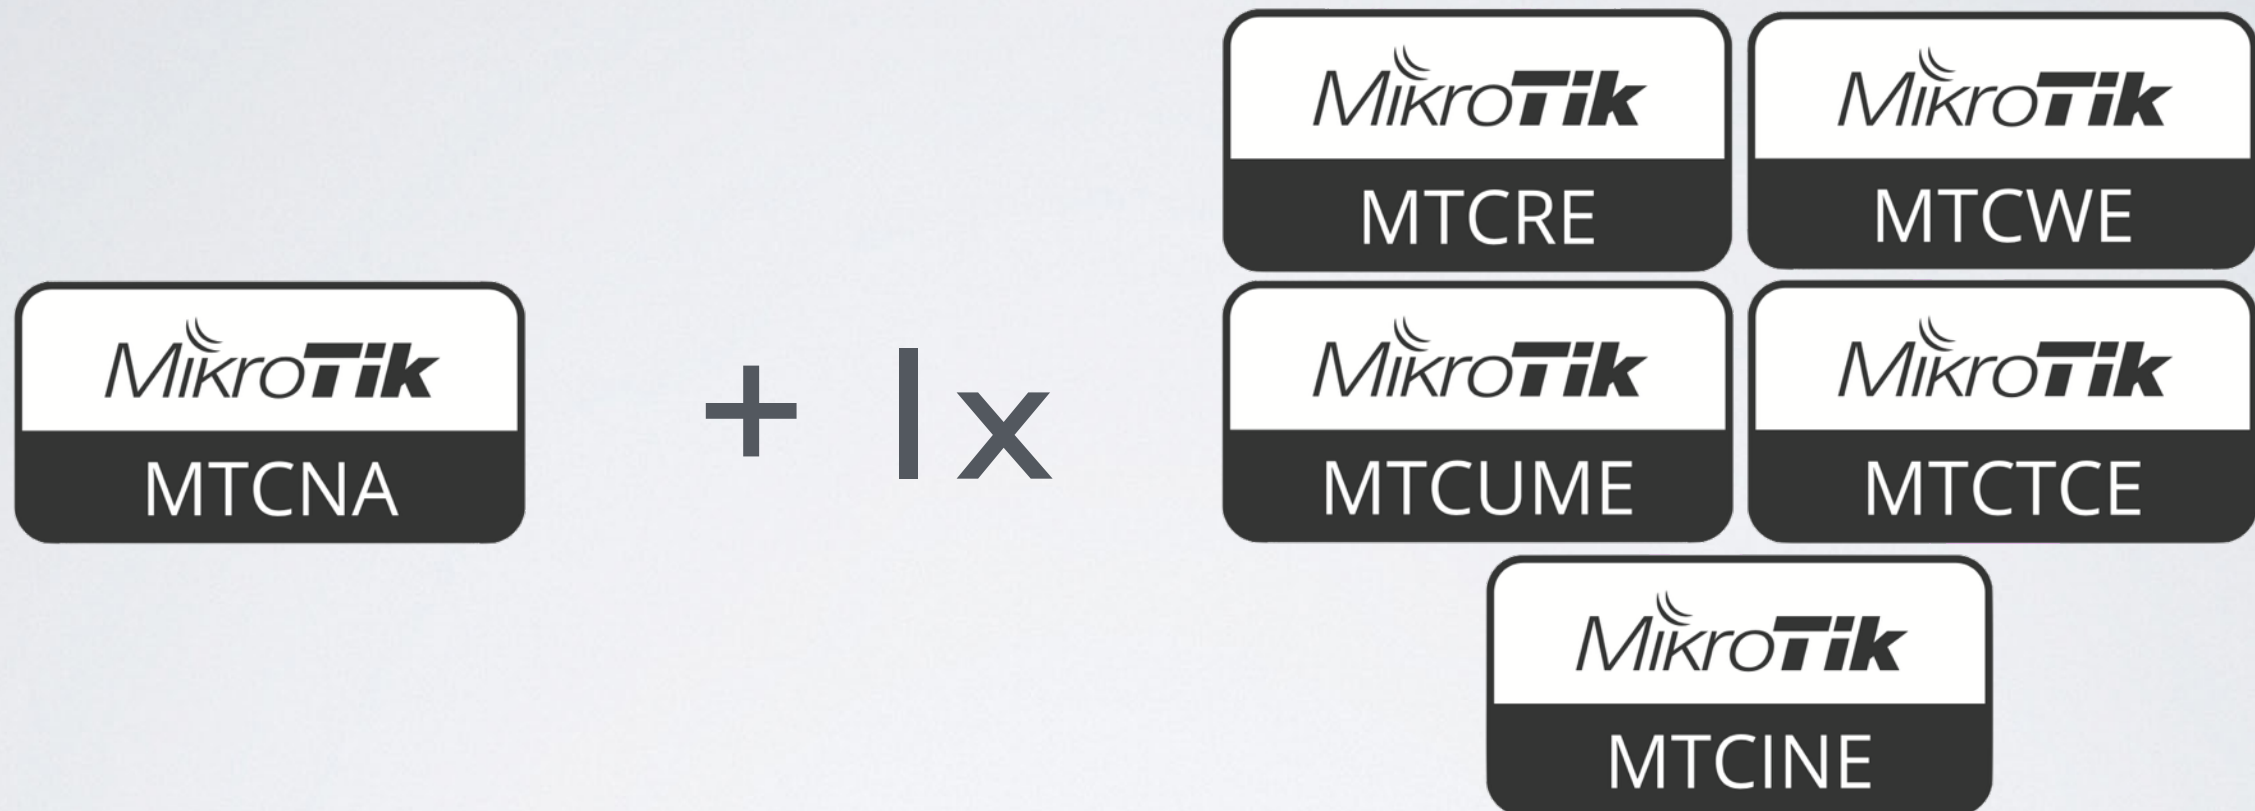 MikroTik
MTCRE
MikroTik
MTCWE
MikroTik
MTCNA
+ 1x
MikroTik
MTCUME
MikroTik
MTCTCE
MikroTik
MTCINE